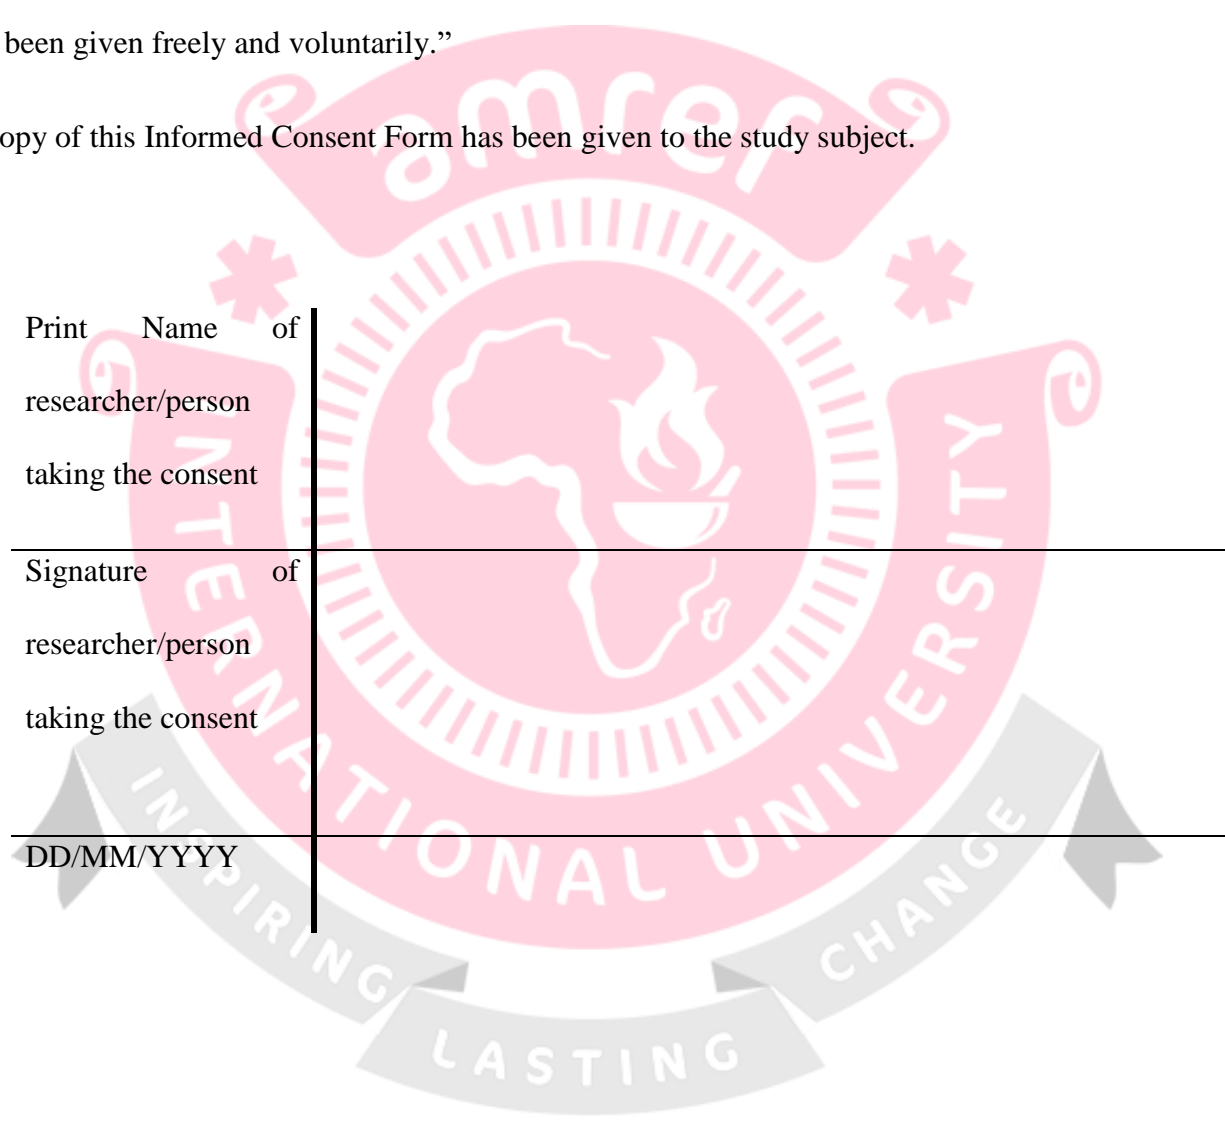 been given freely and voluntarily.”
opy of this Informed Consent Form has been given to the study subject.
Print Name of
researcher/person
taking the consent
Signature of
researcher/person
taking the consent
DD/MM/YYYY
amref
INTERNATIONAL UNIVERSITY
INSPIRING LASTING CHANGE